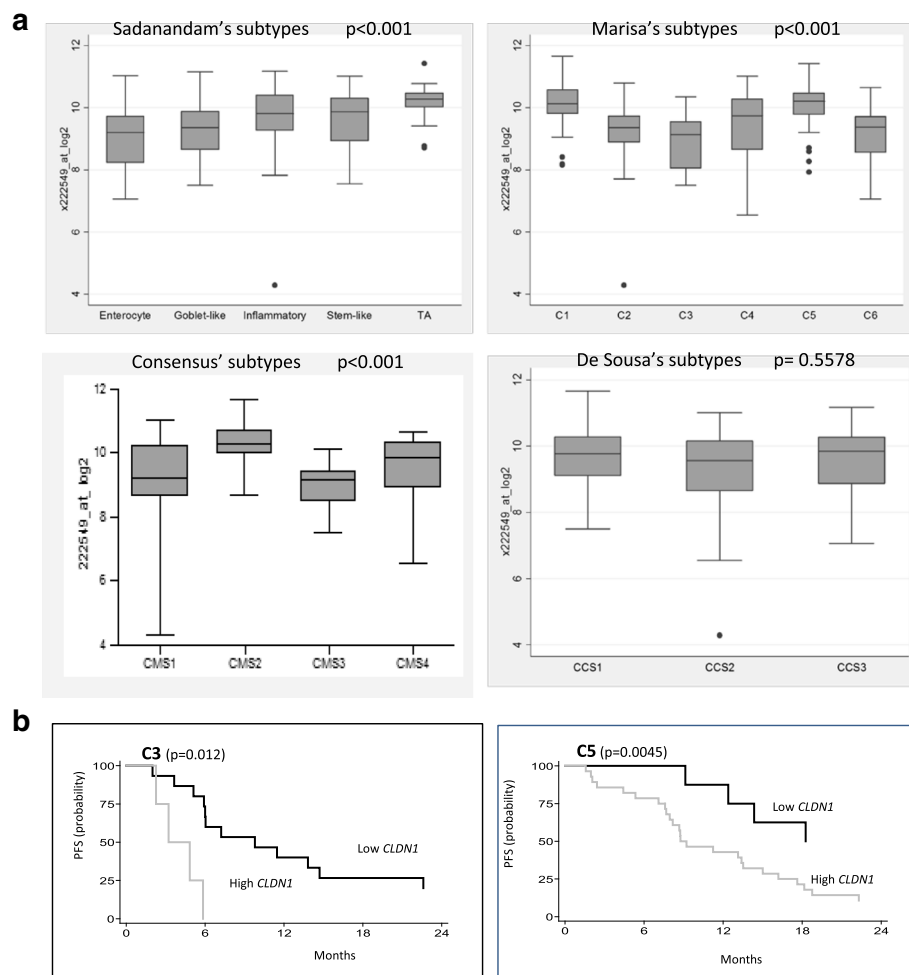 a
Sadanandam's subtypes p<0.001
12
10
8
6
4
x222549_at_log2
Enterocyte Goblet-like Inflammatory Stem-like TA
Marisa's subtypes p<0.001
12
10
8
6
4
x222549_at_log2
C1 C2 C3 C4 C5 C6
Consensus' subtypes p<0.001
12
10
8
6
4
222549_at_log2
CMS1 CMS2 CMS3 CMS4
De Sousa's subtypes p= 0.5578
12
10
8
6
4
x222549_at_log2
CCS1 CCS2 CCS3
b
C3 (p=0.012)
PFS (probability)
100
75
50
25
0
Low CLDN1
High CLDN1
0 6 12 18 24
Months
C5 (p=0.0045)
PFS (probability)
100
75
50
25
0
Low CLDN1
High CLDN1
0 6 12 18 24
Months